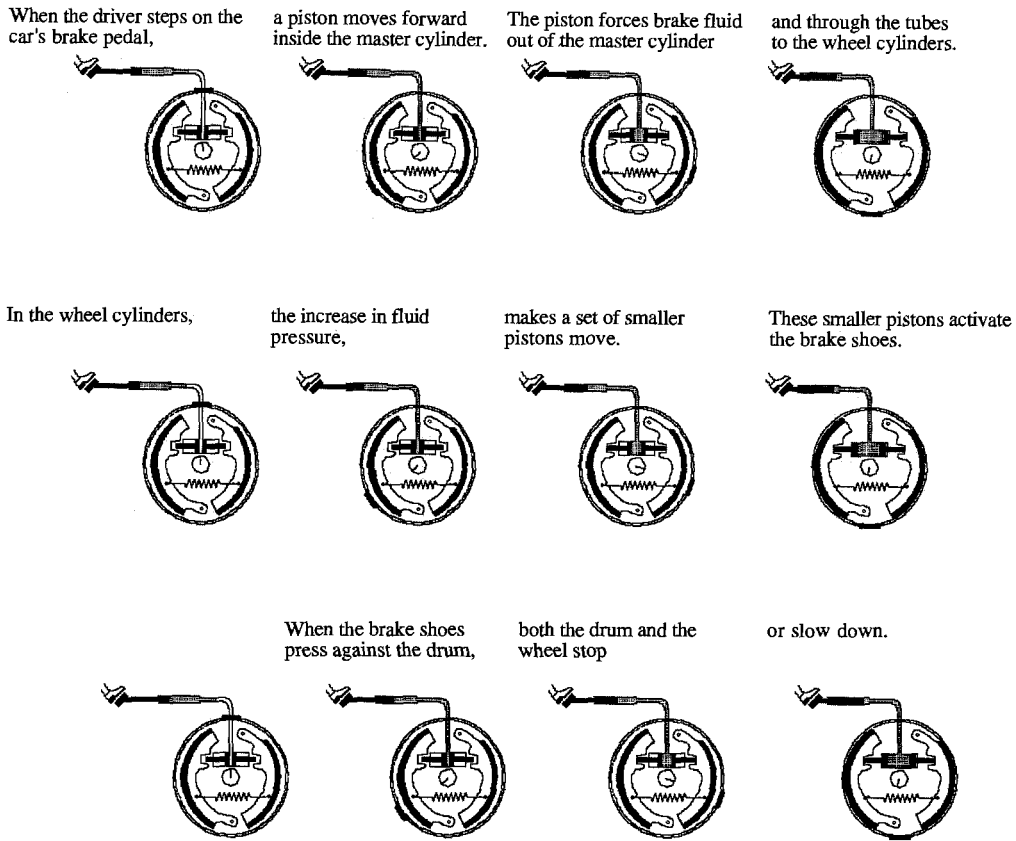 When the driver steps on the
car's brake pedal,
a piston moves forward
inside the master cylinder.
The piston forces brake fluid
out of the master cylinder
and through the tubes
to the wheel cylinders.
In the wheel cylinders,
the increase in fluid
pressure,
makes a set of smaller
pistons move.
These smaller pistons activate
the brake shoes.
When the brake shoes
press against the drum,
both the drum and the
wheel stop
or slow down.